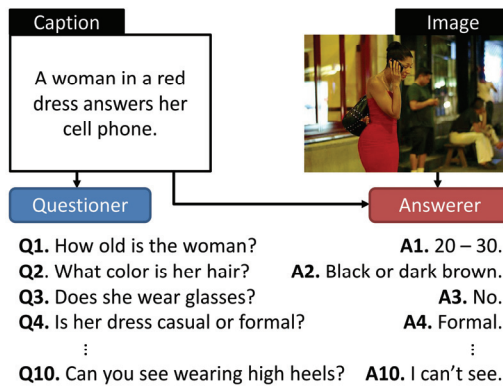 Caption
Image
A woman in a red
dress answers her
cell phone.
Questioner
Answerer
Q1. How old is the woman?
A1. 20 – 30.
Q2. What color is her hair?
A2. Black or dark brown.
Q3. Does she wear glasses?
A3. No.
Q4. Is her dress casual or formal?
A4. Formal.
⋮
⋮
Q10. Can you see wearing high heels?
A10. I can't see.